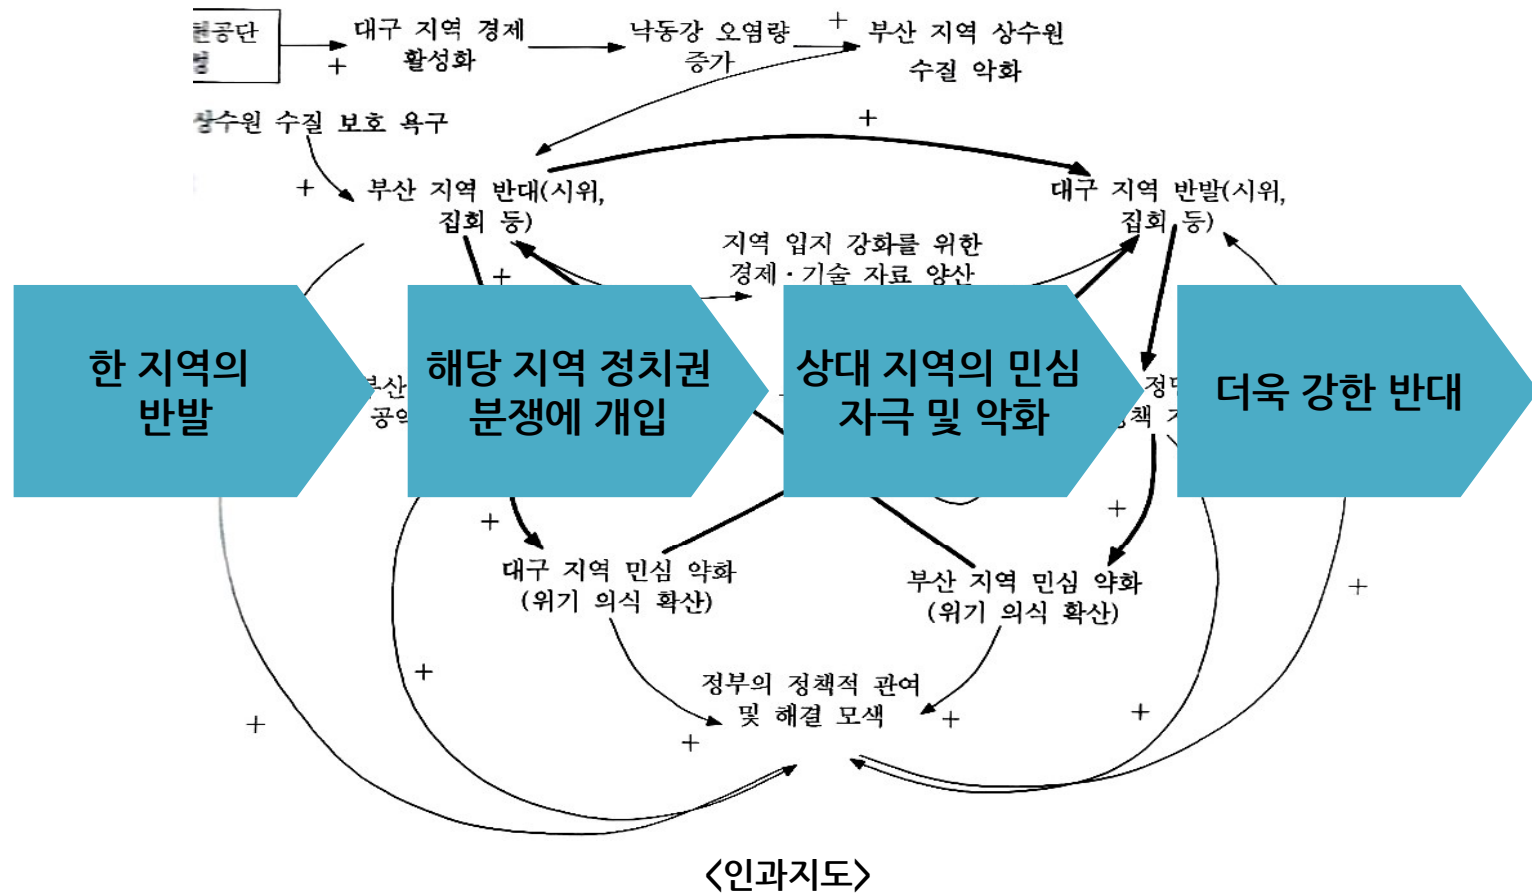 대구 지역 경제
활성화
낙동강 오염량
증가
부산 지역 상수원
수질 악화
+
+
상수원 수질 보호 욕구
+
+
부산 지역 반대(시위,
집회 등)
대구 지역 반발(시위,
집회 등)
지역 입지 강화를 위한
경제·기술 자료 양산
+
한 지역의
반발
해당 지역 정치권
분쟁에 개입
상대 지역의 민심
자극 및 악화
더욱 강한 반대
+
+
대구 지역 민심 약화
(위기 의식 확산)
부산 지역 민심 약화
(위기 의식 확산)
+
+
정부의 정책적 관여
및 해결 모색
+
+
+
+
<인과지도>